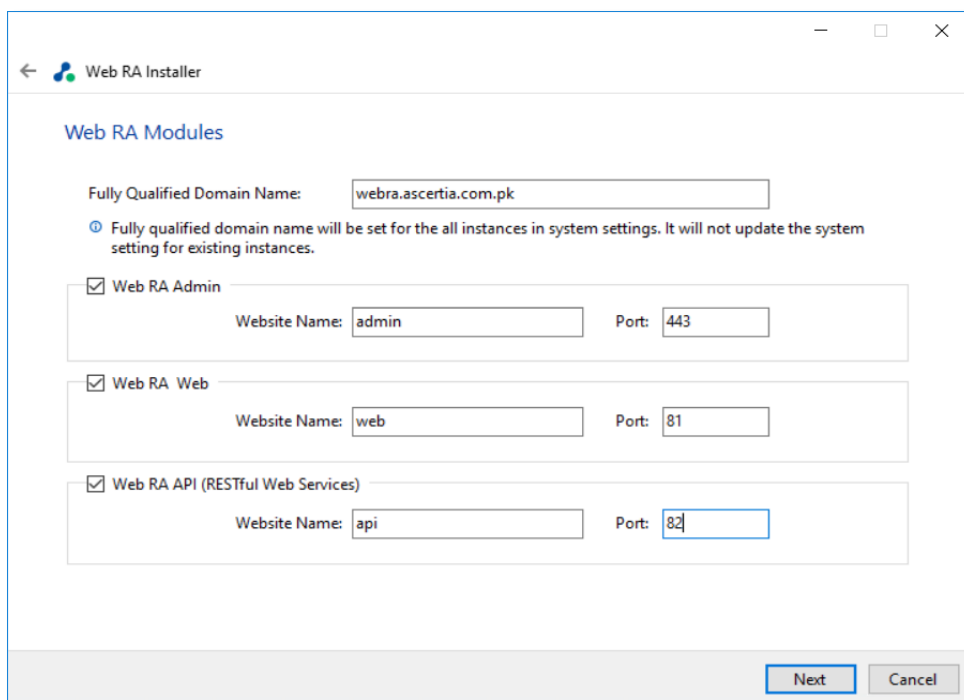 Web RA Installer
Web RA Modules
Fully Qualified Domain Name: webra.ascertia.com.pk
Fully qualified domain name will be set for the all instances in system settings. It will not update the system
setting for existing instances.
Web RA Admin
Website Name: admin Port: 443
Web RA  Web
Website Name: web Port: 81
Web RA API (RESTful Web Services)
Website Name: api Port: 82
Next Cancel